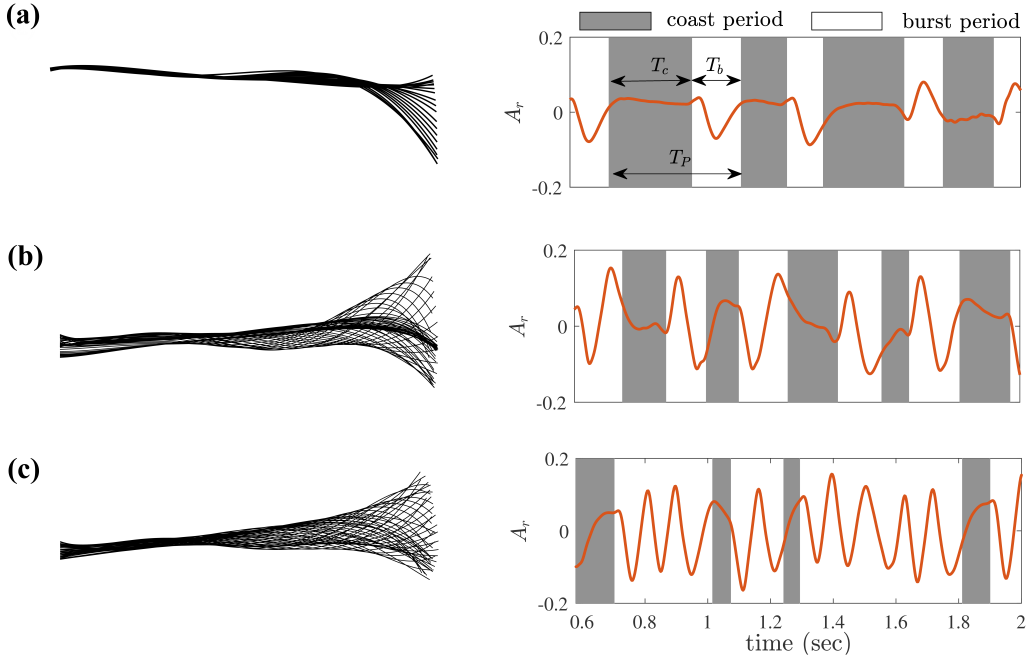 (a)
coast period
burst period
0.2
T_c
T_b
A_r
0
T_P
-0.2
(b)
0.2
A_r
0
-0.2
(c)
0.2
A_r
0
-0.2
0.6 0.8 1 1.2 1.4 1.6 1.8 2
time (sec)